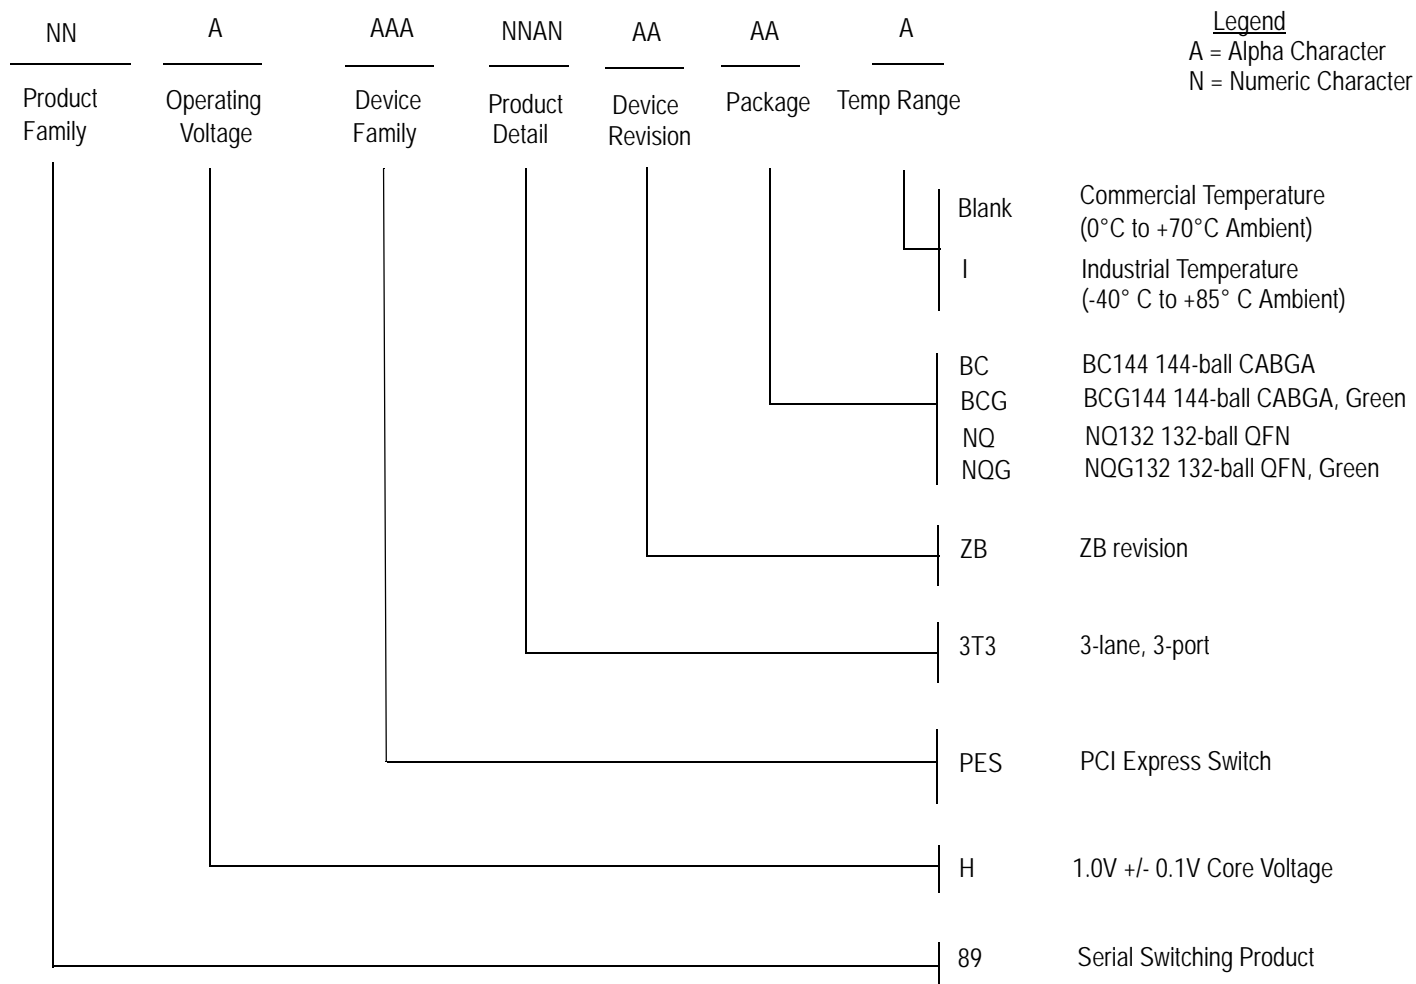 NN A AAA NNAN AA AA A
Legend
A = Alpha Character
N = Numeric Character
Product Family
Operating Voltage
Device Family
Product Detail
Device Revision
Package
Temp Range
Blank Commercial Temperature
(0°C to +70°C Ambient)
I Industrial Temperature
(-40° C to +85° C Ambient)
BC BC144 144-ball CABGA
BCG BCG144 144-ball CABGA, Green
NQ NQ132 132-ball QFN
NQG NQG132 132-ball QFN, Green
ZB ZB revision
3T3 3-lane, 3-port
PES PCI Express Switch
H 1.0V +/- 0.1V Core Voltage
89 Serial Switching Product